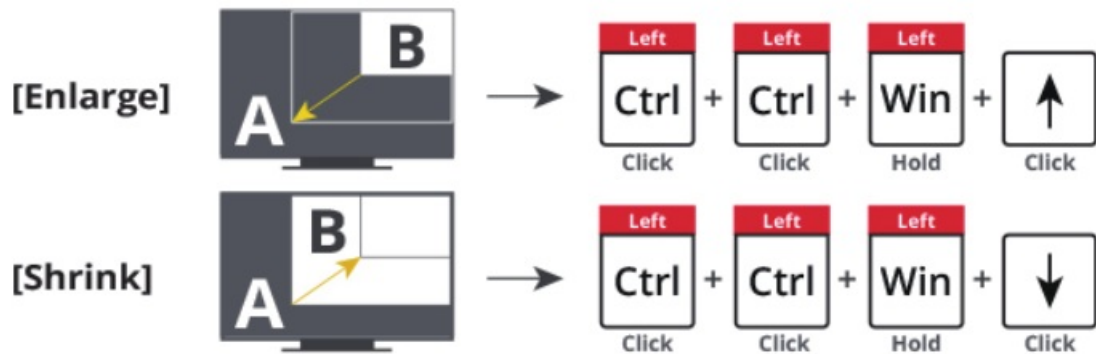 Left Left Left
[Enlarge] A B Ctrl + Ctrl + Win + ↑
Click Click Hold Click
Left Left Left
[Shrink] A B Ctrl + Ctrl + Win + ↓
Click Click Hold Click